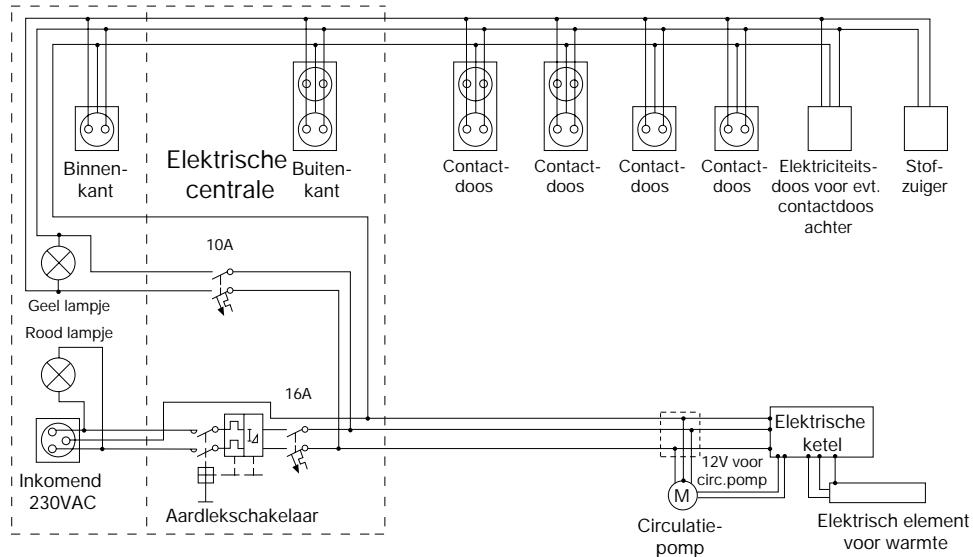 Binnen-
kant
Elektrische
centrale
Buiten-
kant
Contact-
doos
Contact-
doos
Contact-
doos
Contact-
doos
Elektriciteits-
doos voor evt.
contactdoos
achter
Stof-
zuiger
10A
Geel lampje
Rood lampje
16A
Inkomend
230VAC
I
Aardlekschakelaar
12V voor
circ.pomp
M
Circulatie-
pomp
Elektrische
ketel
Elektrisch element
voor warmte